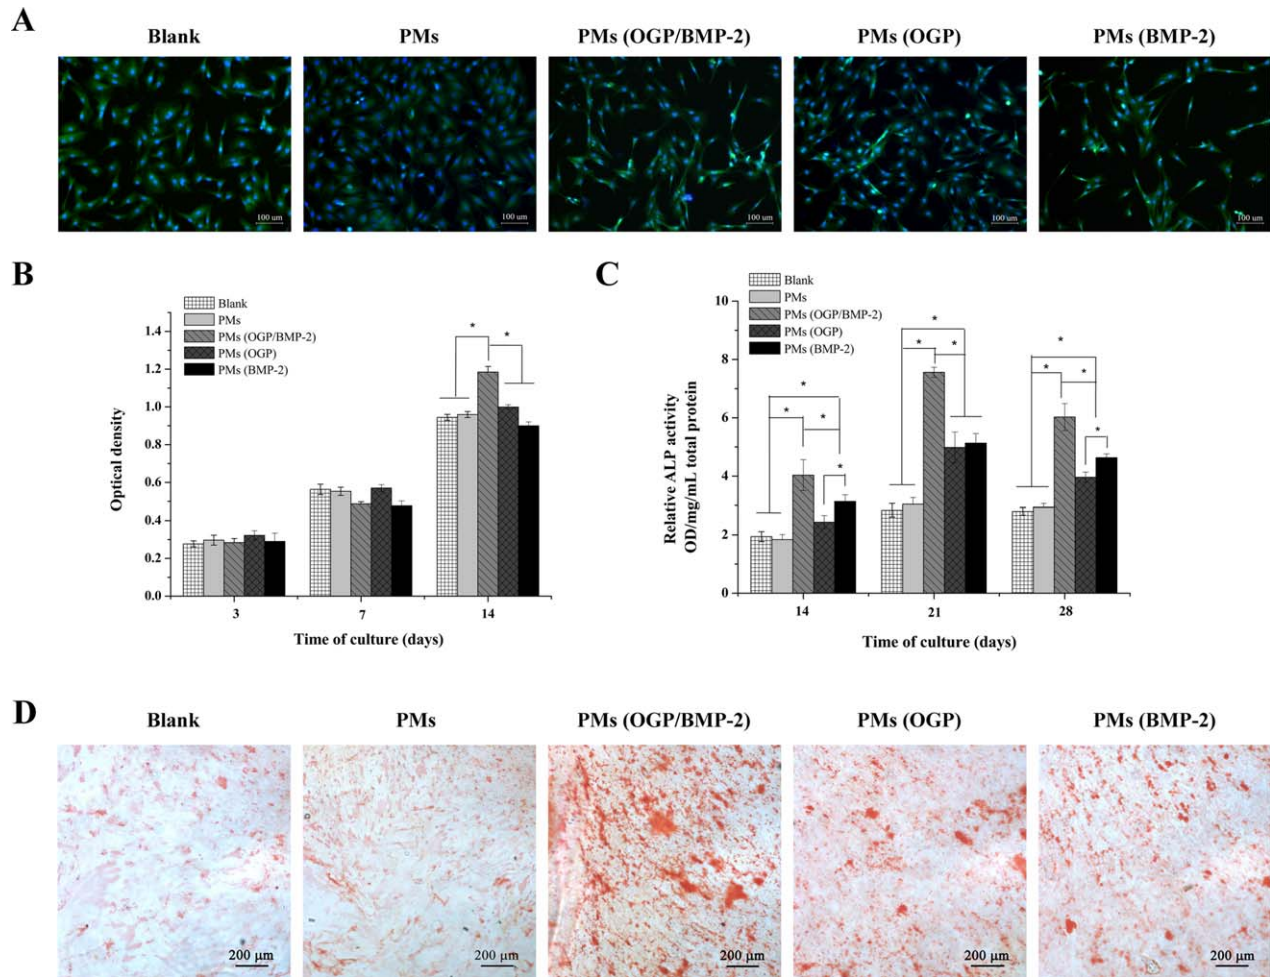 A
Blank PMs PMs (OGP/BMP-2) PMs (OGP) PMs (BMP-2)
100 um 100 um 100 um 100 um 100 um
B
Blank
PMs
PMs (OGP/BMP-2)
PMs (OGP)
PMs (BMP-2)
Optical density
1.4
1.2
1.0
0.8
0.6
0.4
0.2
0.0
* *
3 7 14
Time of culture (days)
C
Blank
PMs
PMs (OGP/BMP-2)
PMs (OGP)
PMs (BMP-2)
Relative ALP activity
OD/mg/mL total protein
10
8
6
4
2
0
* * * *
* * *
* * * *
14 21 28
Time of culture (days)
D
Blank PMs PMs (OGP/BMP-2) PMs (OGP) PMs (BMP-2)
200 μm 200 μm 200 μm 200 μm 200 μm